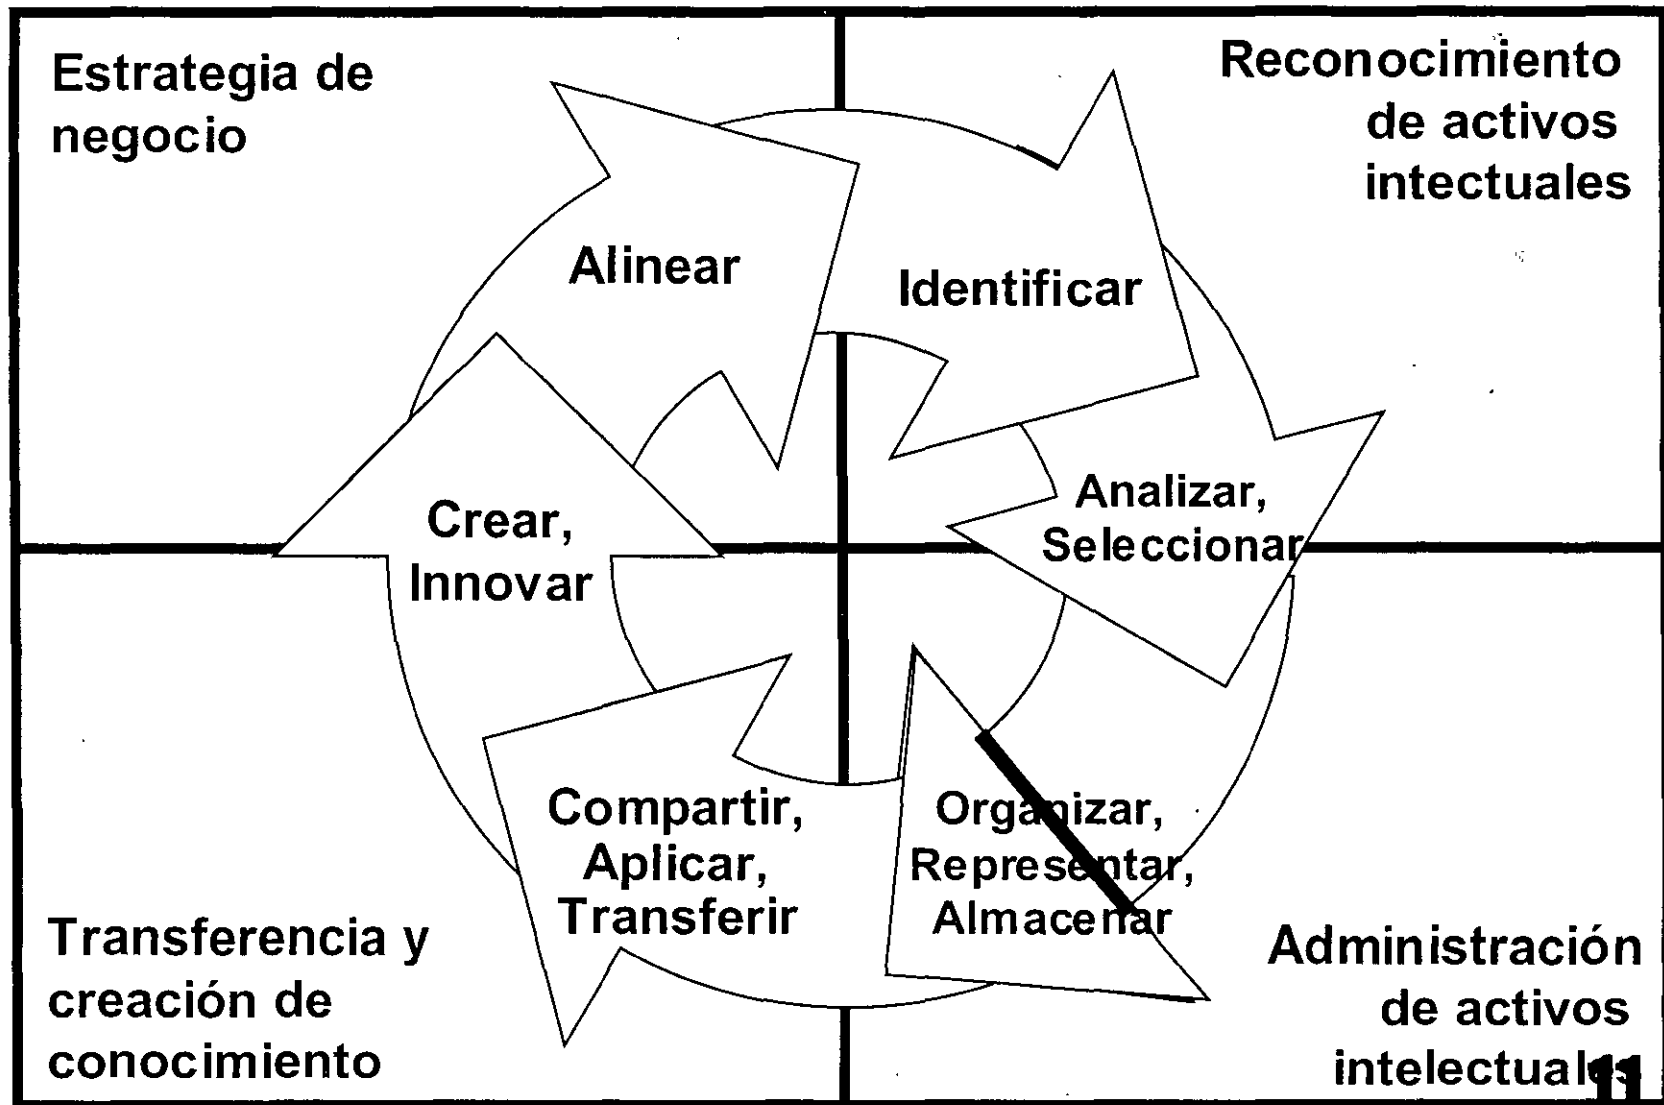 Estrategia de
negocio
Reconocimiento
de activos
intectuales
Alinear
Identificar
Analizar,
Seleccionar
Crear,
Innovar
Compartir,
Aplicar,
Transferir
Organizar,
Representar,
Almacenar
Transferencia y
creación de
conocimiento
Administración
de activos
intelectuales
11